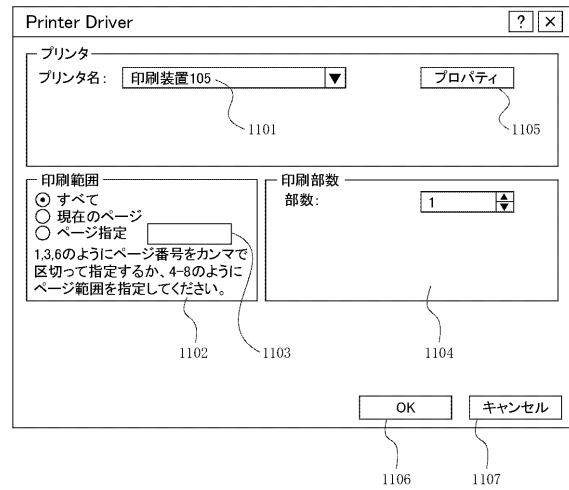 Printer Driver ? ×
プリンタ
プリンタ名: 印刷装置105 ▼ プロパティ
1101 1105
印刷範囲
すべて
現在のページ
ページ指定
1,3,6のようにページ番号をカンマで
区切って指定するか、4-8のように
ページ範囲を指定してください。
印刷部数
部数: 1
1102 1103 1104
OK キャンセル
1106 1107